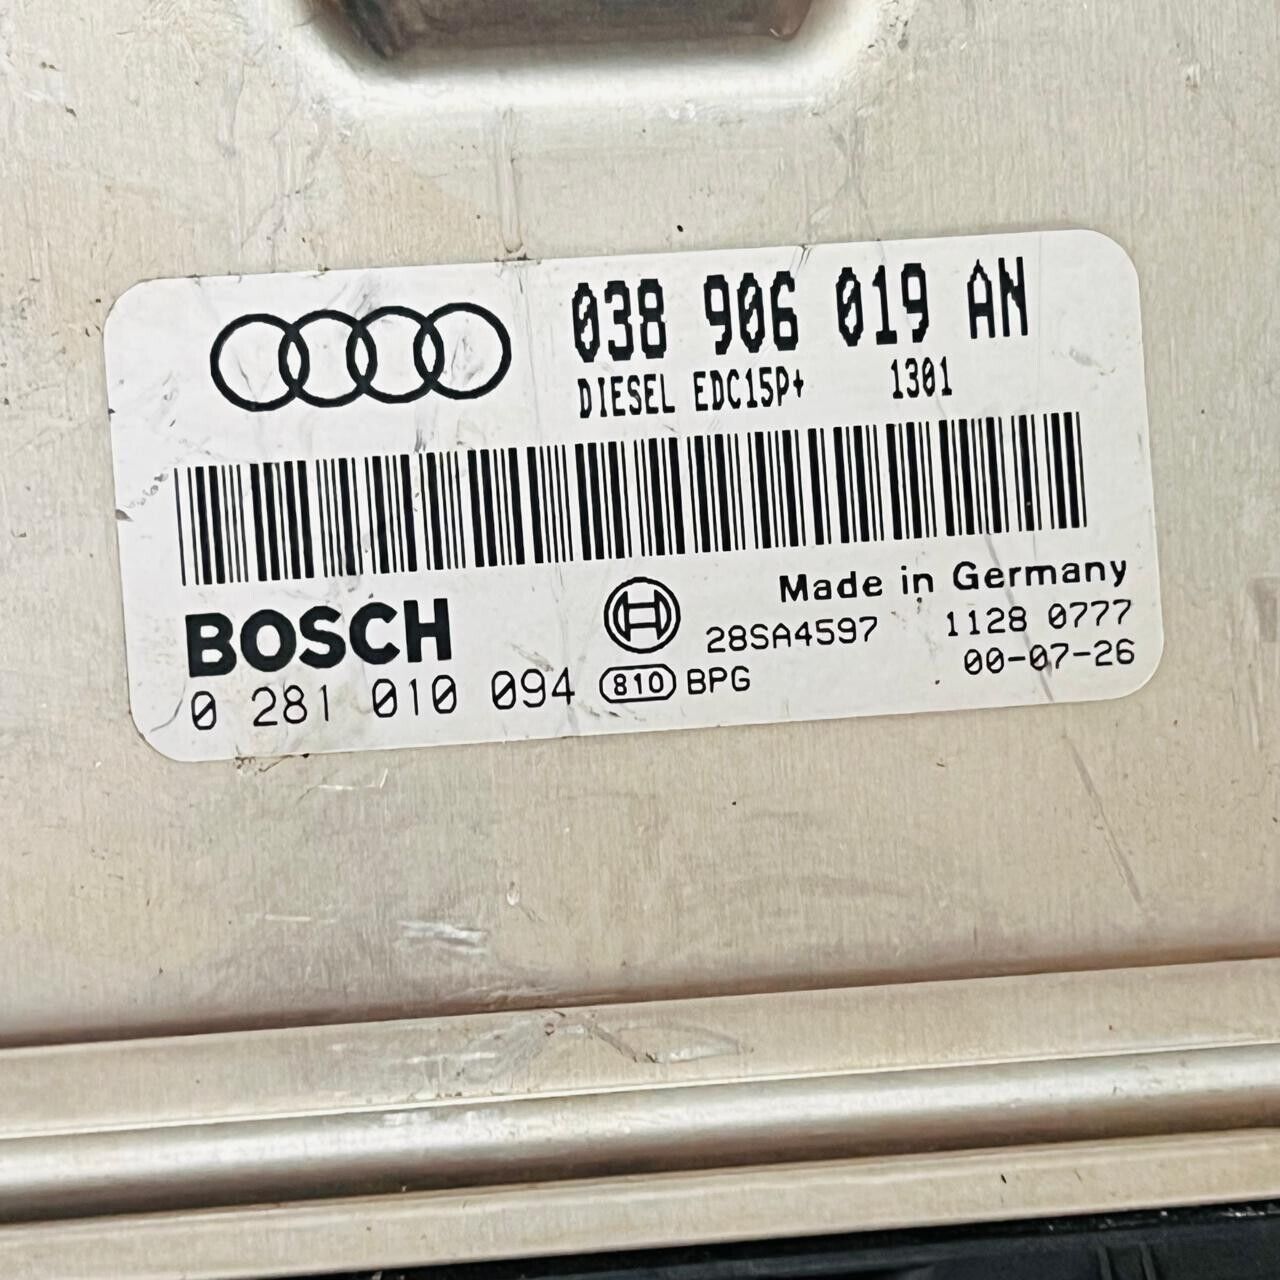 038 906 019 AN
DIESEL EDC15P+ 1301
Made in Germany
BOSCH 28SA4597 1128 0777
0 281 010 094 810 BPG 00-07-26